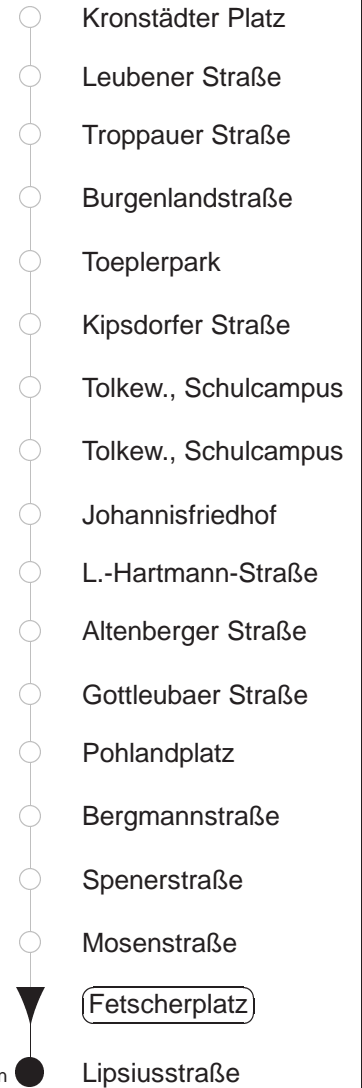 Kronstädter Platz
Leubener Straße
Troppauer Straße
Burgenlandstraße
Toeplerpark
Kipsdorfer Straße
Tolkew., Schulcampus
Tolkew., Schulcampus
Johannisfriedhof
L.-Hartmann-Straße
Altenberger Straße
Gottleubaer Straße
Pohlandplatz
Bergmannstraße
Spenerstraße
Mosenstraße
Fetscherplatz
Lipsiusstraße